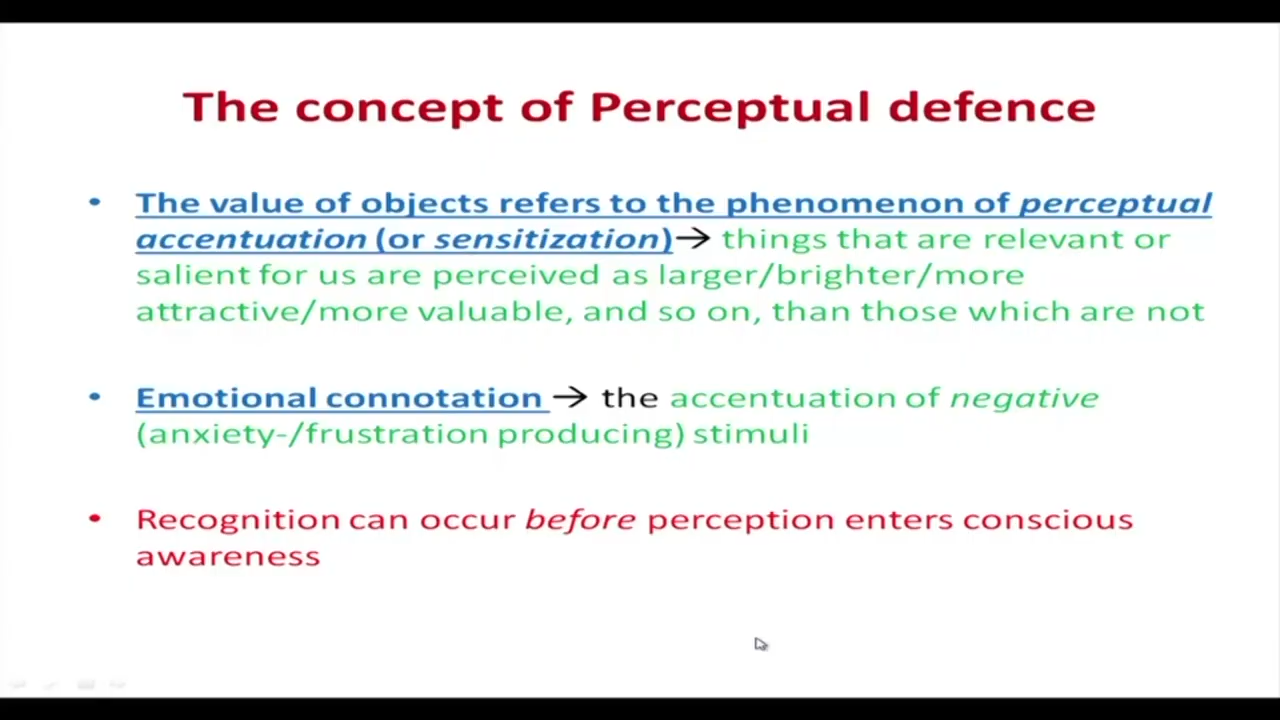 The concept of Perceptual defence
• The value of objects refers to the phenomenon of perceptual
accentuation (or sensitization)→ things that are relevant or
salient for us are perceived as larger/brighter/more
attractive/more valuable, and so on, than those which are not
• Emotional connotation → the accentuation of negative
(anxiety-/frustration producing) stimuli
• Recognition can occur before perception enters conscious
awareness